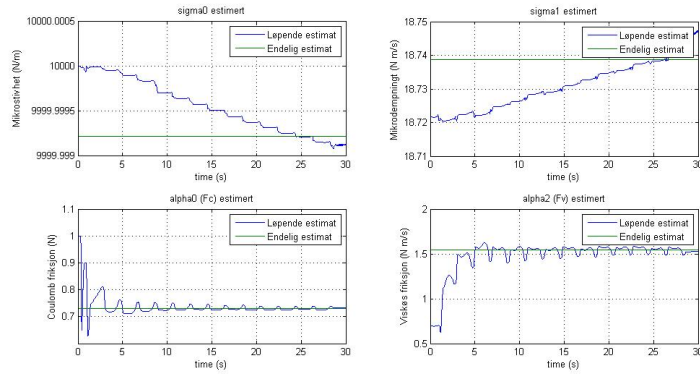 sigma0 estimert
10000.0005
10000
9999.9995
9999.999
Mikrostivhet (N/m)
Løpende estimat
Endelig estimat
0 5 10 15 20 25 30
time (s)
sigma1 estimert
18.75
18.74
18.73
18.72
18.71
Mikrodempningt (N m/s)
Løpende estimat
Endelig estimat
0 5 10 15 20 25 30
time (s)
alpha0 (Fc) estimert
1.1
1
0.9
0.8
0.7
Coulomb friksjon (N)
Løpende estimat
Endelig estimat
0 5 10 15 20 25 30
time (s)
alpha2 (Fv) estimert
2
1.5
1
0.5
Viskøs friksjon (N m/s)
Løpende estimat
Endelig estimat
0 5 10 15 20 25 30
time (s)